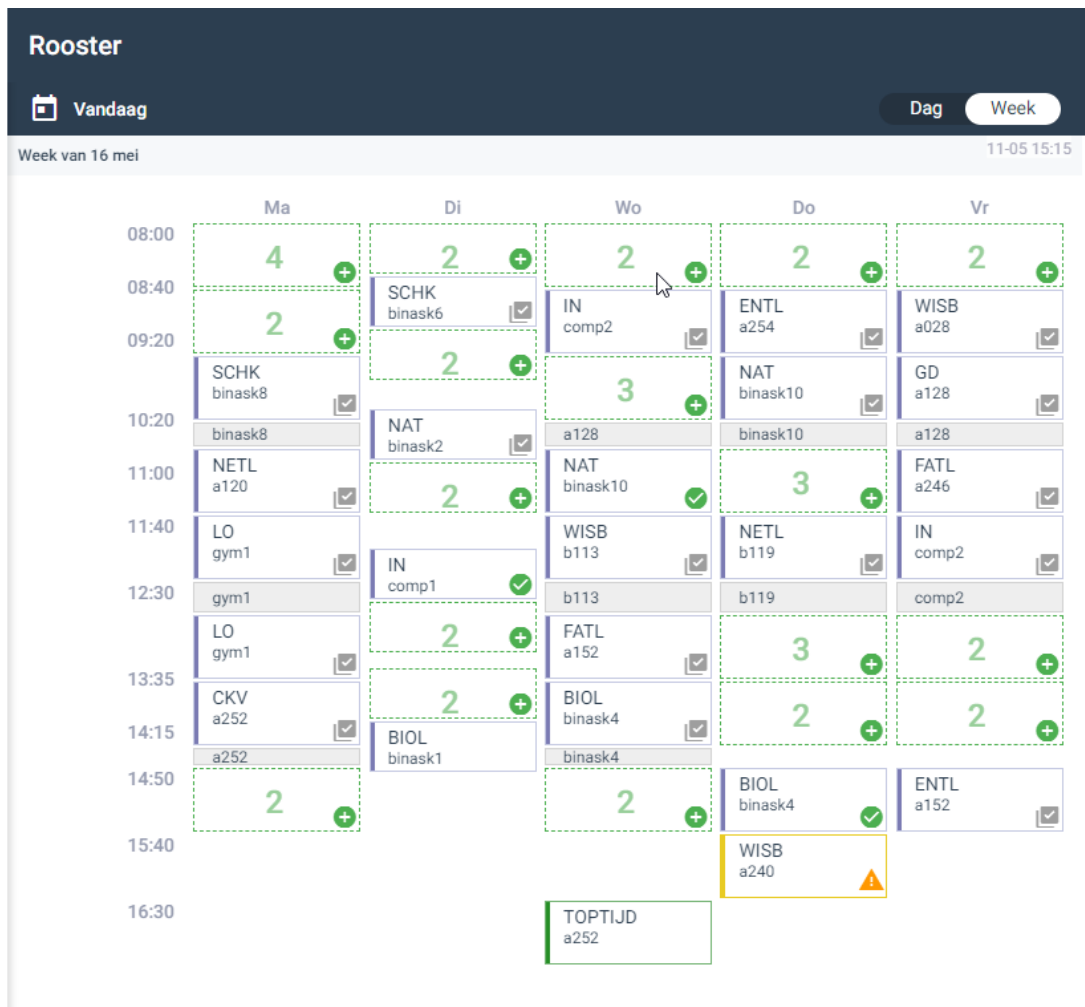 Rooster
Vandaag
Dag Week
Week van 16 mei
11-05 15:15
Ma Di Wo Do Vr
08:00
4 2 2 2 2
08:40
SCHK
binask6
IN
comp2
ENTL
a254
WISB
a028
2
09:20
2
SCHK
binask8
3
NAT
binask10
GD
a128
10:20
NAT
binask2
binask8 a128 binask10 a128
NETL
a120
NAT
binask10
3
FATL
a246
11:00
2
11:40
LO
gym1
WISB
b113
NETL
b119
IN
comp2
IN
comp1
12:30
gym1 b113 b119 comp2
2
LO
gym1
FATL
a152
3 2
13:35
CKV
a252
2
BIOL
binask4
2 2
14:15
BIOL
binask1
a252 binask4
14:50
2 2
BIOL
binask4
ENTL
a152
15:40
WISB
a240
16:30
TOPTIJD
a252